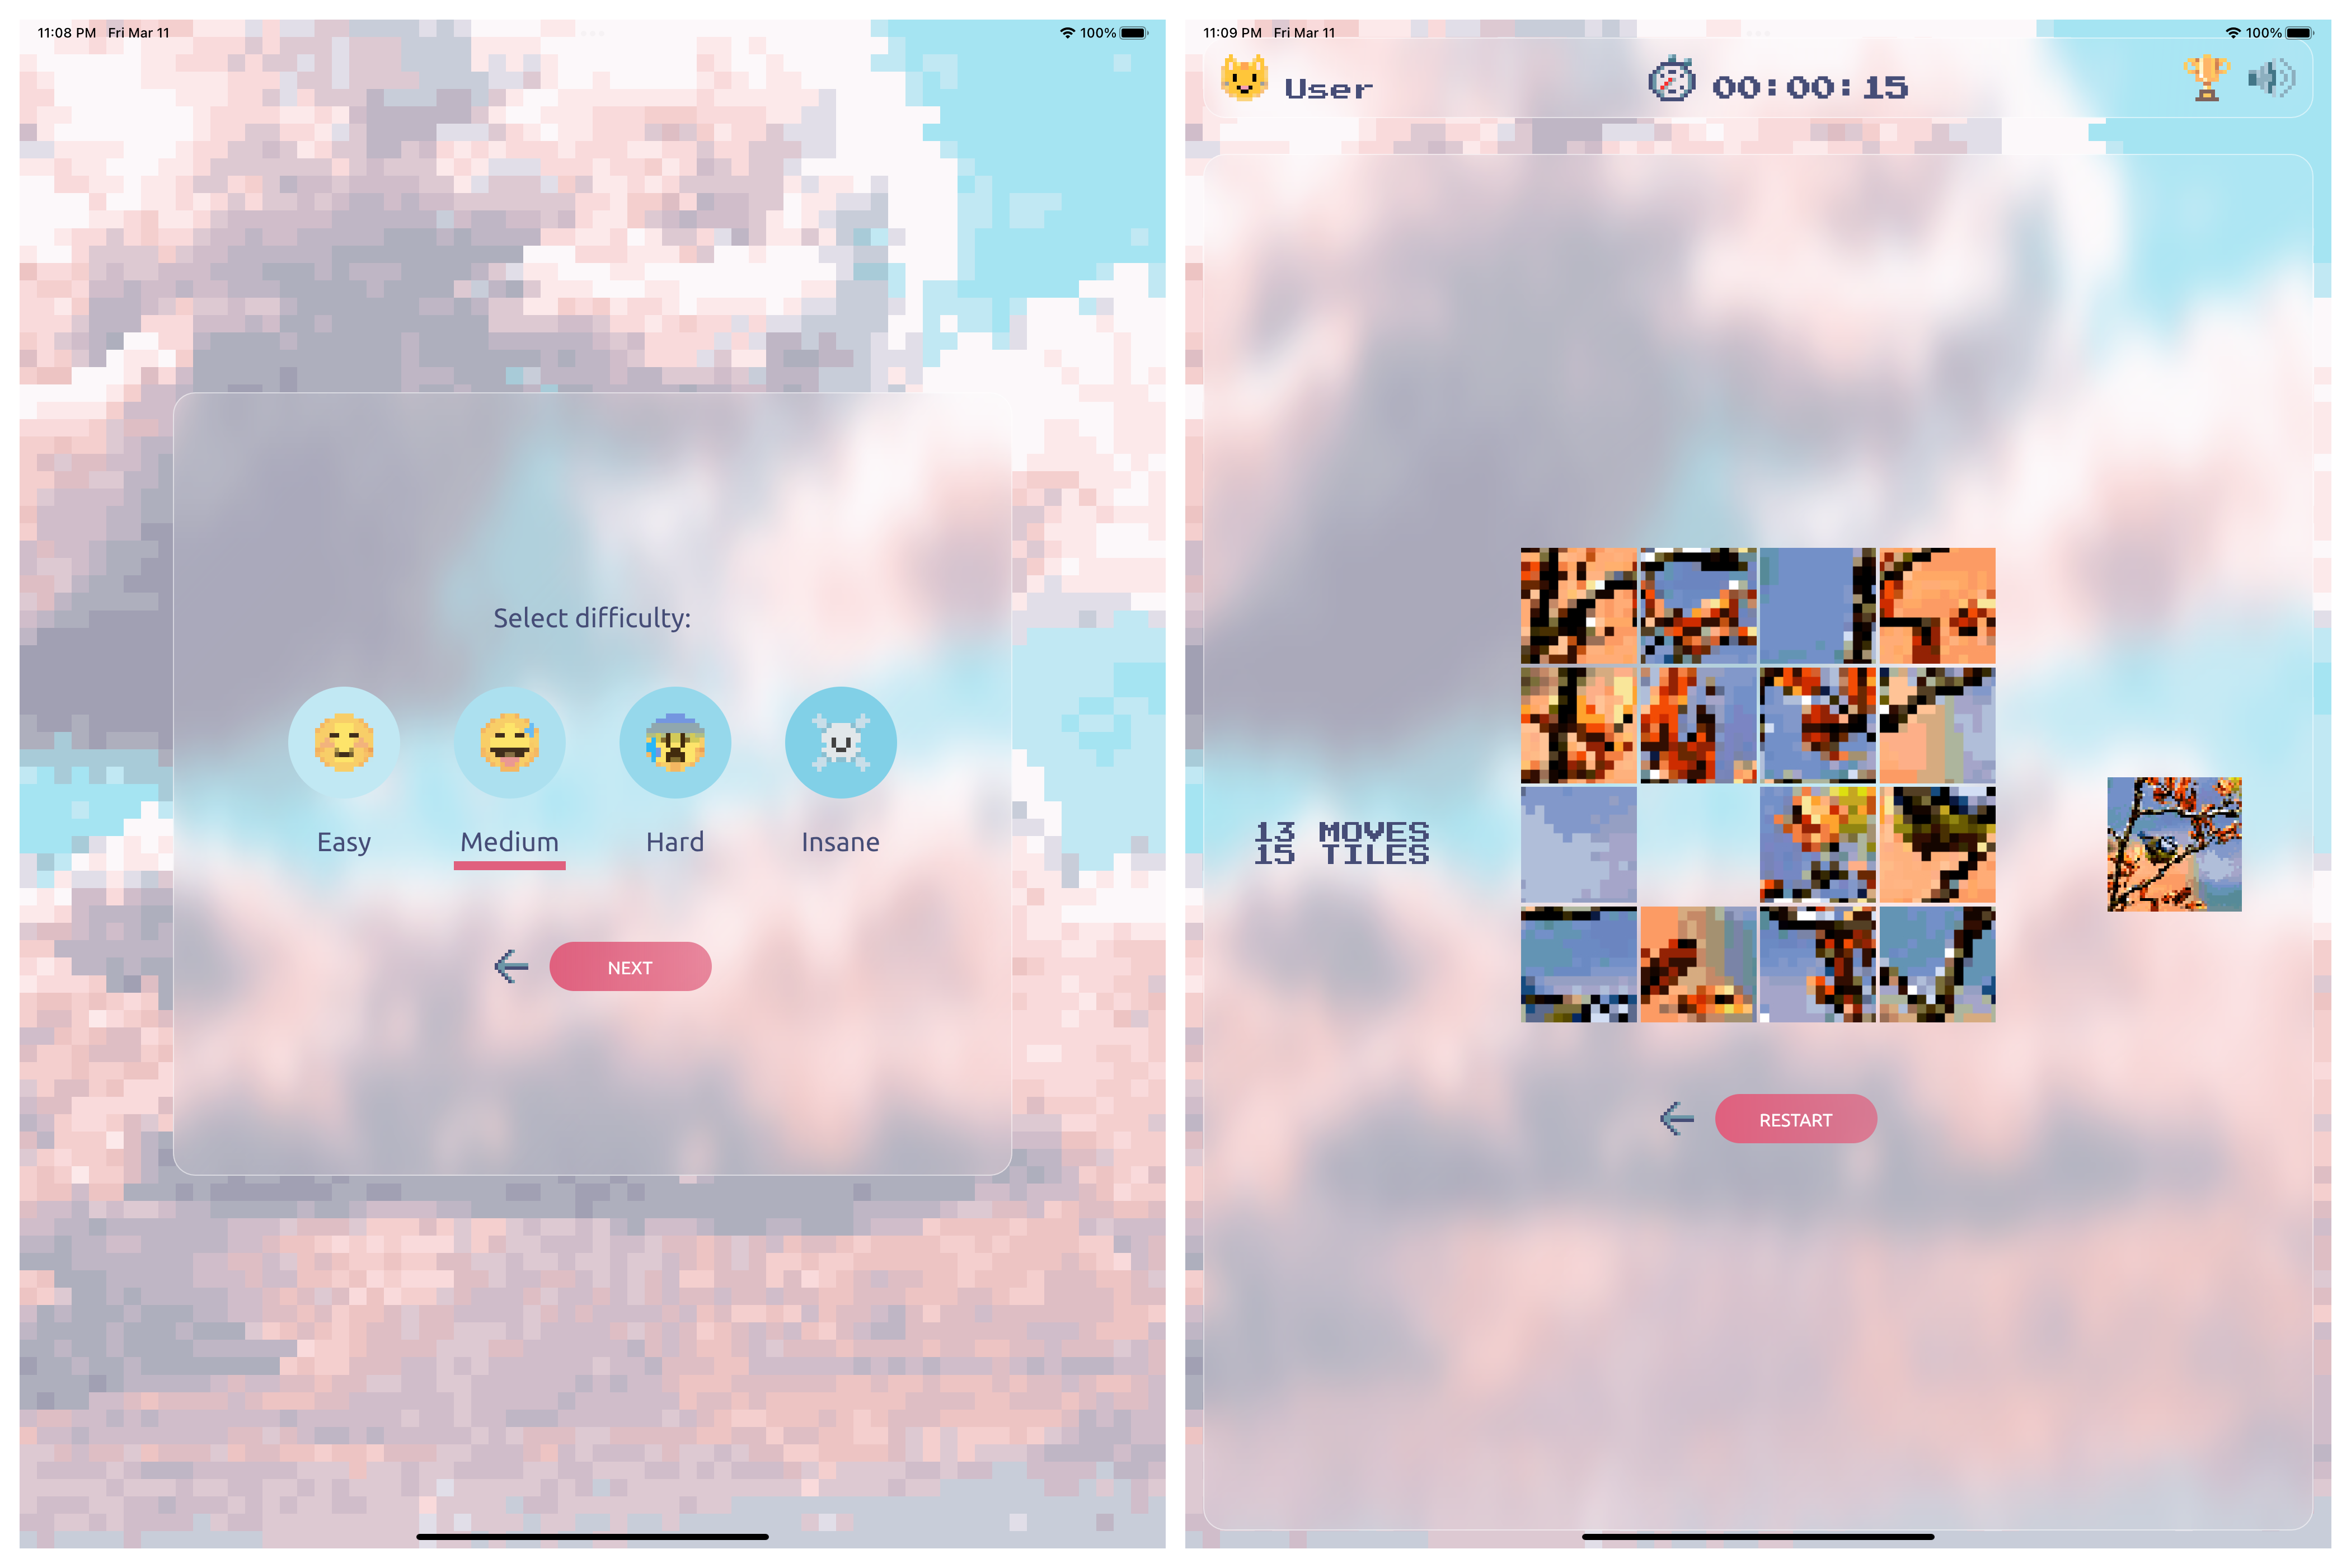 11:08 PM Fri Mar 11
100%
Select difficulty:
Easy
Medium
Hard
Insane
NEXT
11:09 PM Fri Mar 11
100%
User
00:00:15
13 MOVES
15 TILES
RESTART